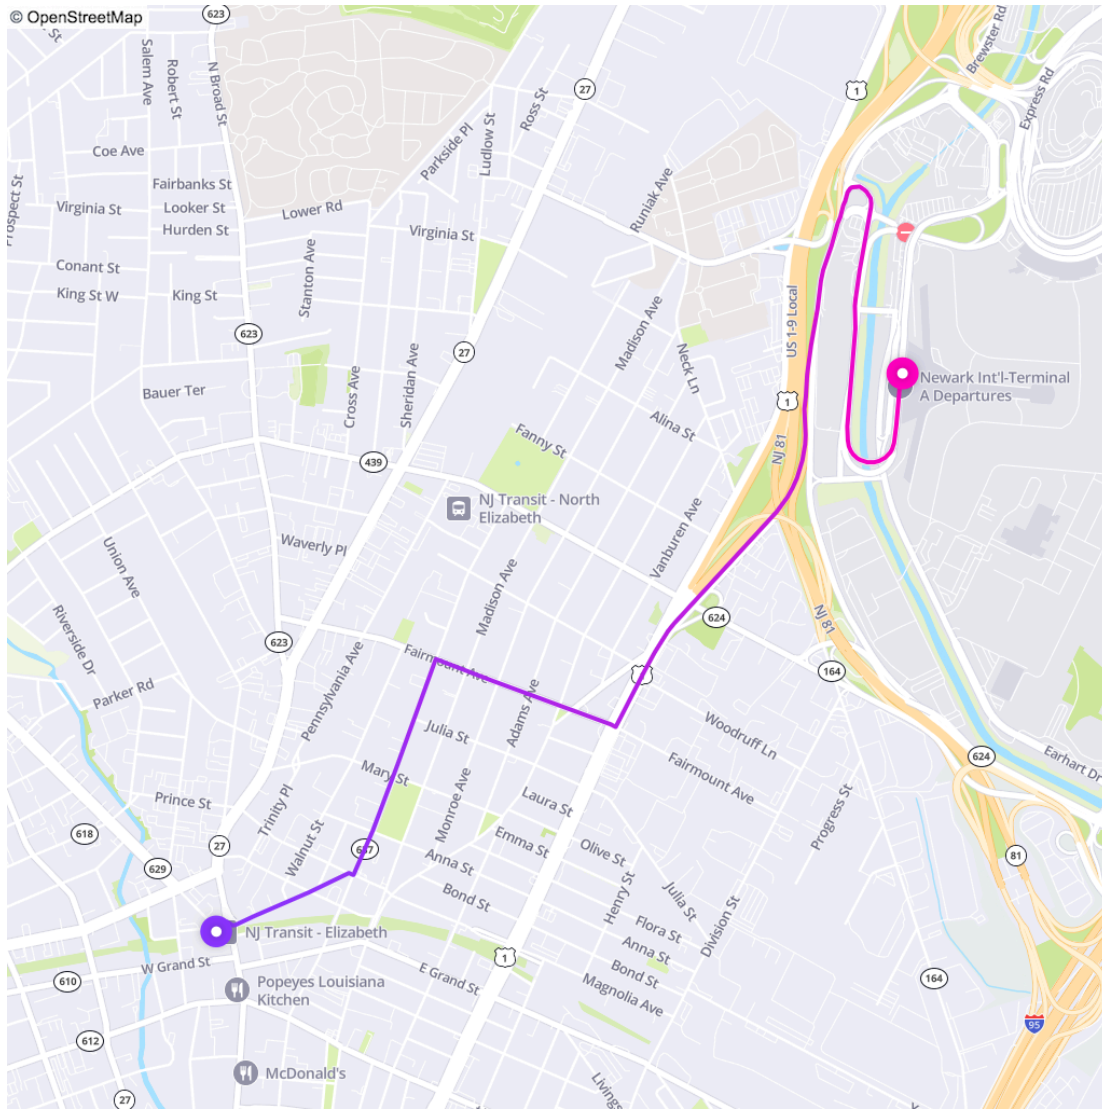 © OpenStreetMap
623
St
Salem Ave
Robert St
N Broad St
Coe Ave
Prospect St
Fairbanks St
Virginia St
Looker St
Hurden St
Lower Rd
Conant St
King St W
King St
Stanton Ave
623
Bauer Ter
Cross Ave
Sheridan Ave
27
Parkside Pl
Ludlow St
Ross St
27
Virginia St
Runiak Ave
Madison Ave
Neck Ln
Alina St
Fanny St
439
NJ Transit - North
Elizabeth
1
Brewster Rd
Express Rd
US 1-9 Local
1
NJ 81
Newark Int'l-Terminal
A Departures
Waverly Pl
Union Ave
Riverside Dr
Parker Rd
623
Pennsylvania Ave
Madison Ave
Vanburen Ave
624
NJ 81
164
Fairmount Ave
Adams Ave
Julia St
Mary St
Monroe Ave
Woodruff Ln
Fairmount Ave
624
Earhart Dr
Prince St
Trinity Pl
Walnut St
618
27
629
Laura St
Emma St
Anna St
Bond St
Olive St
Henry St
Julia St
Flora St
Anna St
Bond St
Magnolia Ave
Division St
Progress St
81
NJ Transit - Elizabeth
W Grand St
610
E Grand St
1
164
Popeyes Louisiana
Kitchen
95
612
McDonald's
27